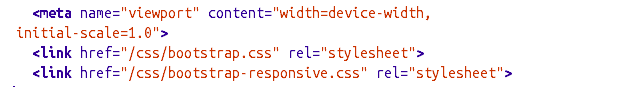 <meta name="viewport" content="width=device-width,
initial-scale=1.0">
<link href="/css/bootstrap.css" rel="stylesheet">
<link href="/css/bootstrap-responsive.css" rel="stylesheet">